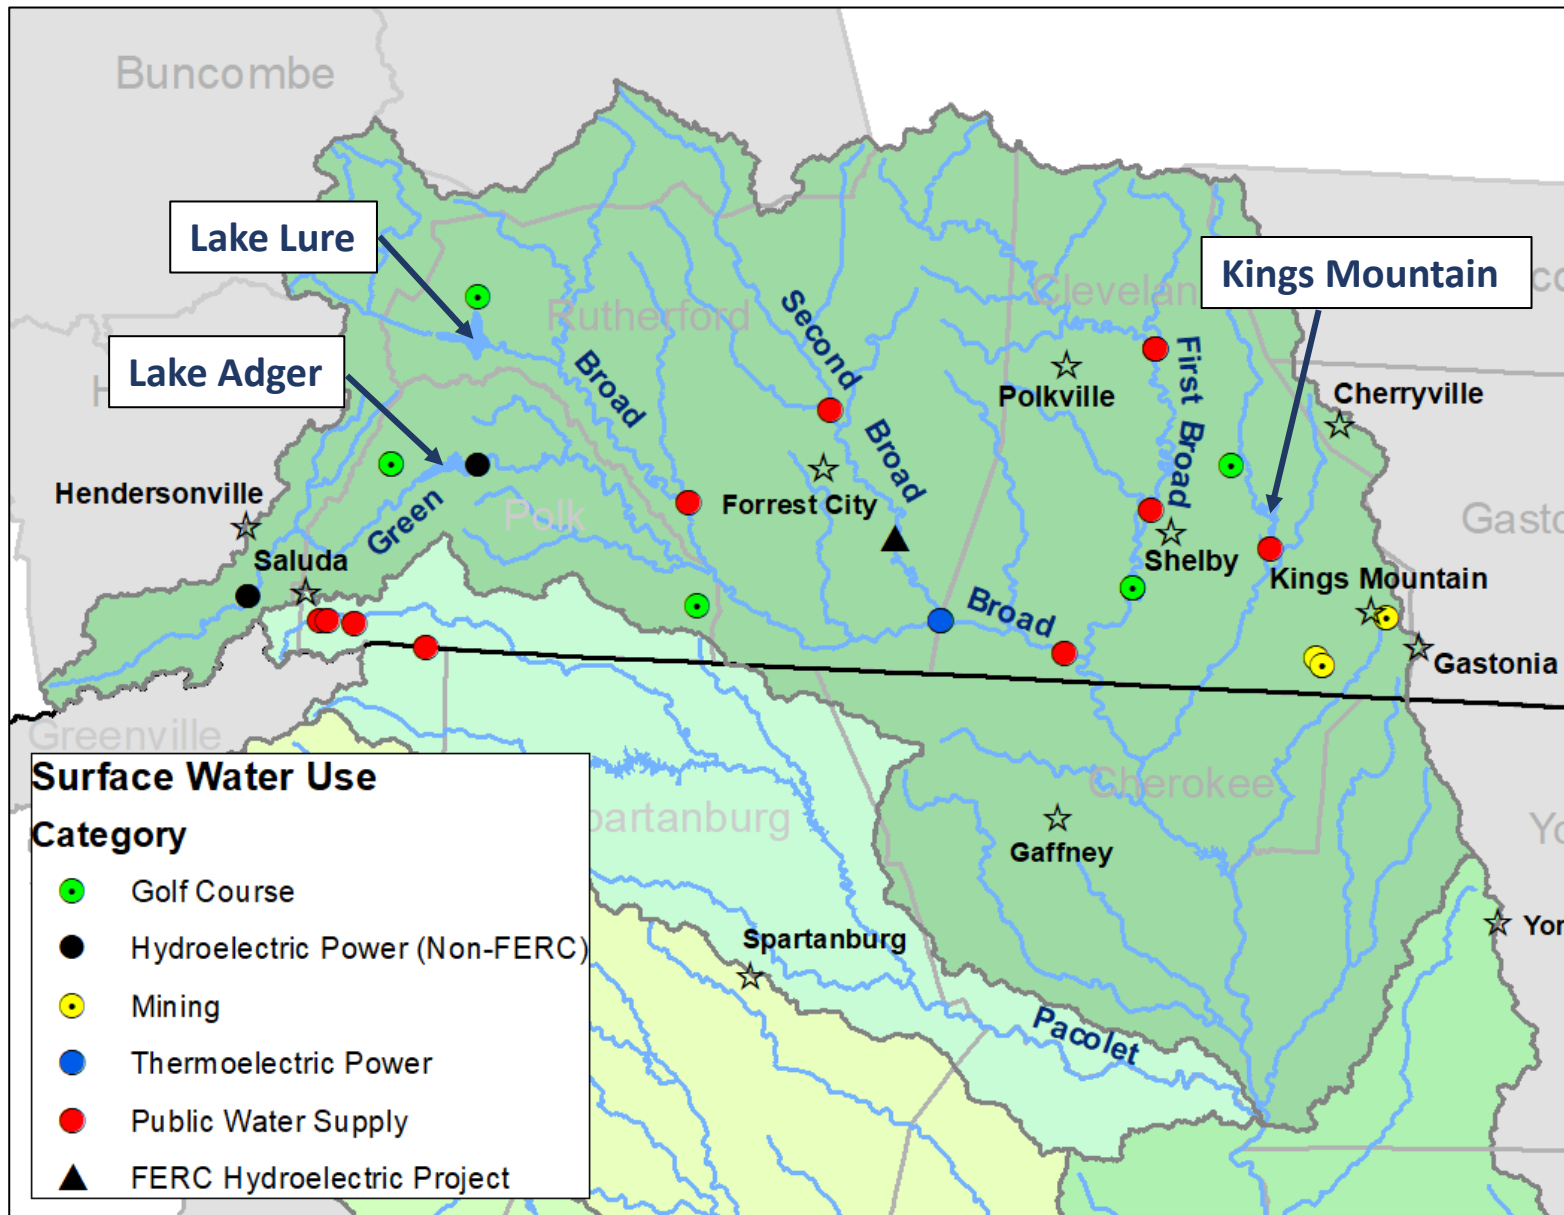 Buncombe
Lake Lure
Kings Mountain
Rutherford
Second
Broad
Lake Adger
Broad
First Broad
Polkville
Cherryville
Hendersonville
Green
Polk
Forrest City
Gasto
Saluda
Shelby
Kings Mountain
Broad
Gastonia
Greenville
Cherokee
partanburg
Gaffney
Spartanburg
Yor
Pacolet
Surface Water Use
Category
Golf Course
Hydroelectric Power (Non-FERC)
Mining
Thermoelectric Power
Public Water Supply
FERC Hydroelectric Project
Clevelan
co
H
Yo